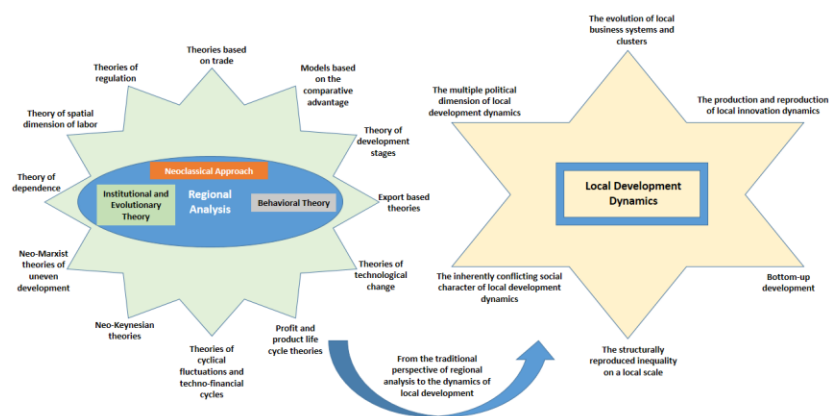 Theories based
on trade
Models based
on the
comparative
advantage
Theory of
development
stages
Export based
theories
Theories of
technological
change
Profit and
product life
cycle theories
Theories of
cyclical
fluctuations and
techno-financial
cycles
Neo-Keynesian
theories
Neo-Marxist
theories of
uneven
development
Theory of
dependence
Theory of spatial
dimension of labor
Theories of
regulation
Neoclassical Approach
Institutional and
Evolutionary
Theory
Regional
Analysis
Behavioral Theory
From the traditional
perspective of regional
analysis to the dynamics of
local development
The evolution of local
business systems and
clusters
The production and reproduction
of local innovation dynamics
Bottom-up
development
The structurally
reproduced inequality
on a local scale
The inherently conflicting social
character of local development
dynamics
The multiple political
dimension of local
development dynamics
Local Development
Dynamics